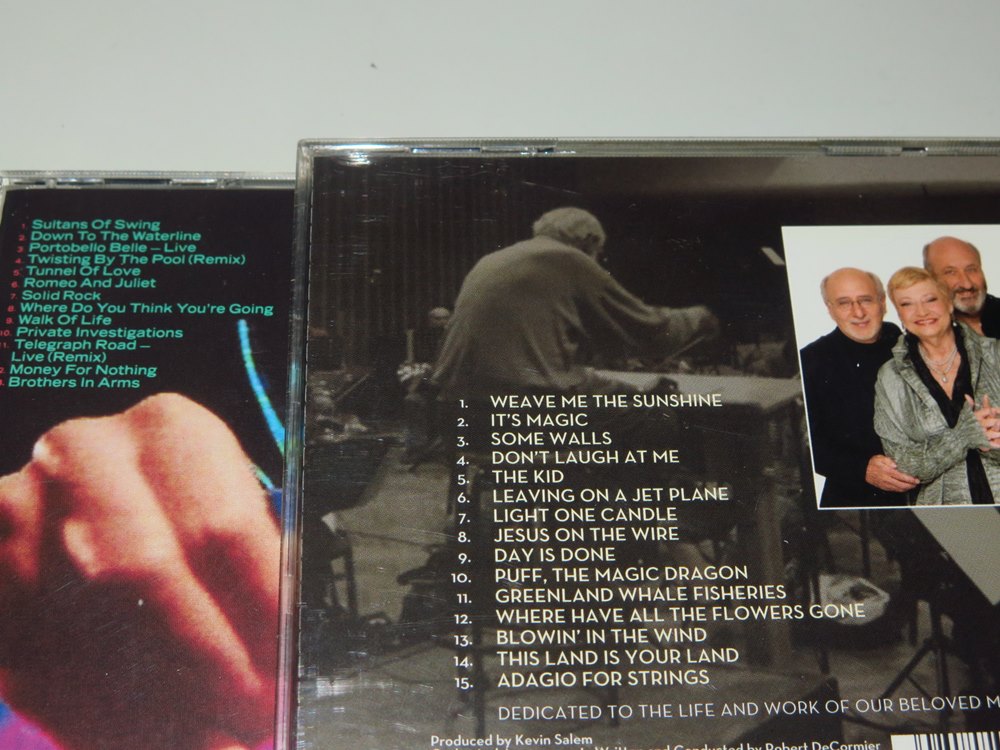 1. Sultans Of Swing
2. Down To The Waterline
3. Portobello Belle – Live
4. Twisting By The Pool (Remix)
5. Tunnel Of Love
6. Romeo And Juliet
7. Solid Rock
8. Where Do You Think You're Going
9. Walk Of Life
10. Private Investigations
11. Telegraph Road –
Live (Remix)
2. Money For Nothing
Brothers In Arms
1. WEAVE ME THE SUNSHINE
2. IT'S MAGIC
3. SOME WALLS
4. DON'T LAUGH AT ME
5. THE KID
6. LEAVING ON A JET PLANE
7. LIGHT ONE CANDLE
8. JESUS ON THE WIRE
9. DAY IS DONE
10. PUFF, THE MAGIC DRAGON
11. GREENLAND WHALE FISHERIES
12. WHERE HAVE ALL THE FLOWERS GONE
13. BLOWIN' IN THE WIND
14. THIS LAND IS YOUR LAND
15. ADAGIO FOR STRINGS
DEDICATED TO THE LIFE AND WORK OF OUR BELOVED M
Produced by Kevin Salem
Written and Conducted by Robert DeCormier